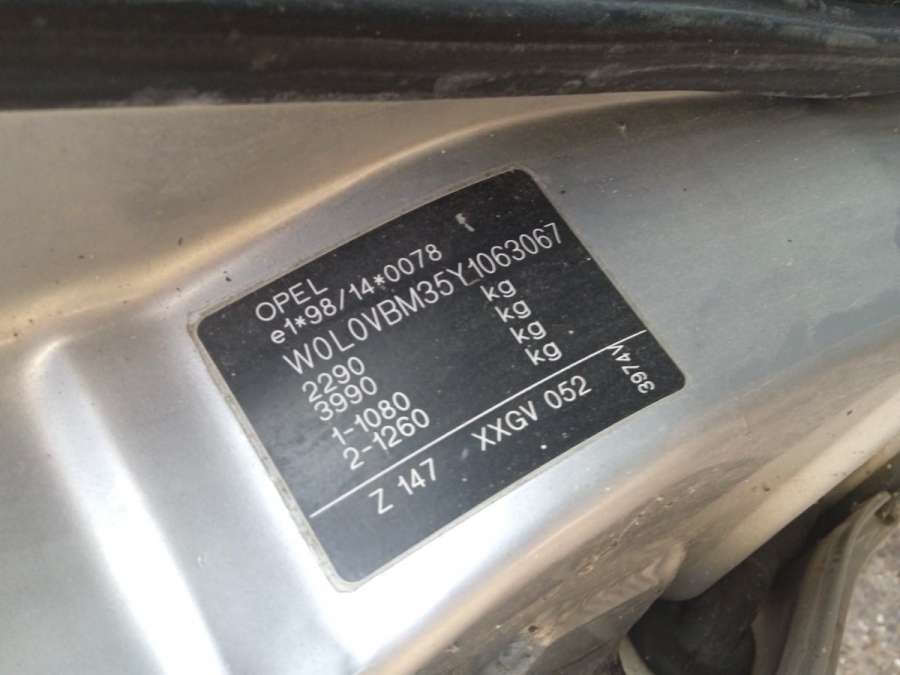 OPEL
e1*98/14*0078
W0L0VBM35Y1063067
2290 kg
3990 kg
1-1080 kg
2-1260 kg
3974V
Z 147 XXGV 052